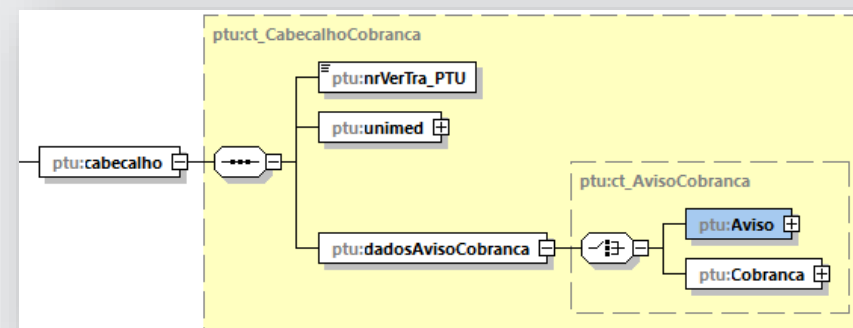 ptu:ct_CabecalhoCobranca
ptu:nrVerTra_PTU
ptu:unimed
ptu:cabecalho
ptu:ct_AvisoCobranca
ptu:Aviso
ptu:dadosAvisoCobranca
ptu:Cobranca